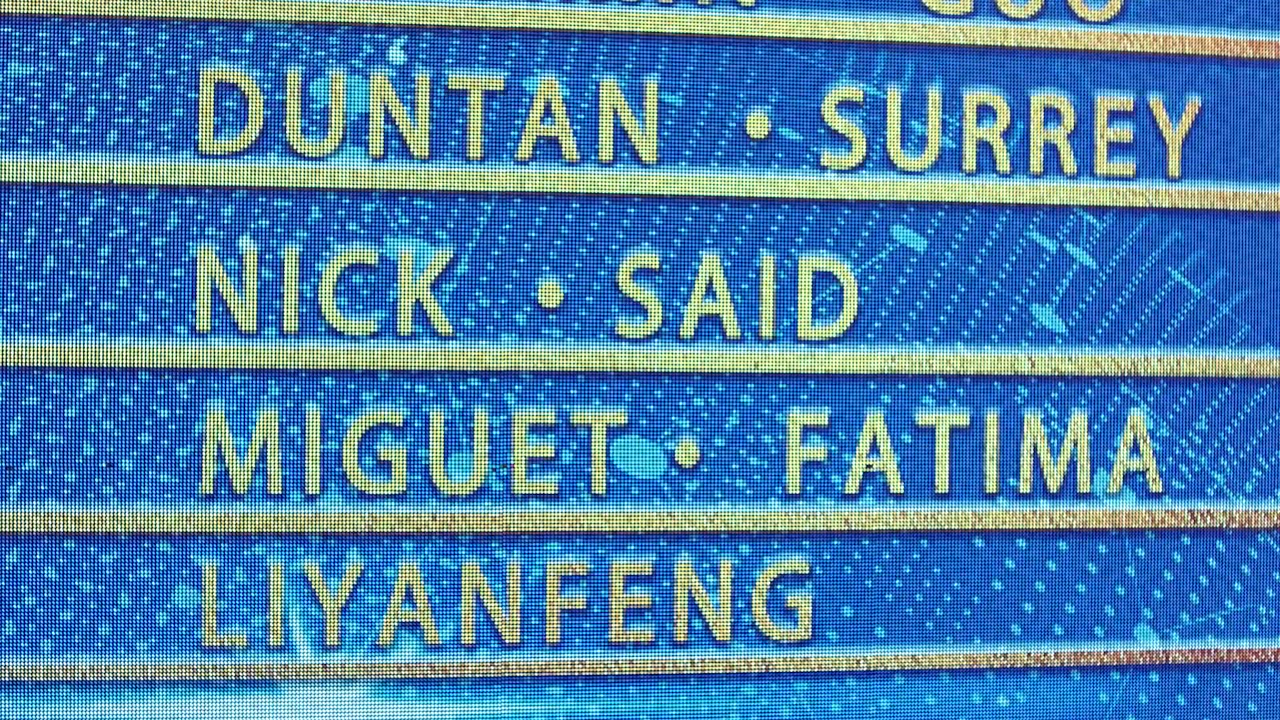 DUNTAN • SURREY
NICK • SAID
MIGUET • FATIMA
LIYANFENG